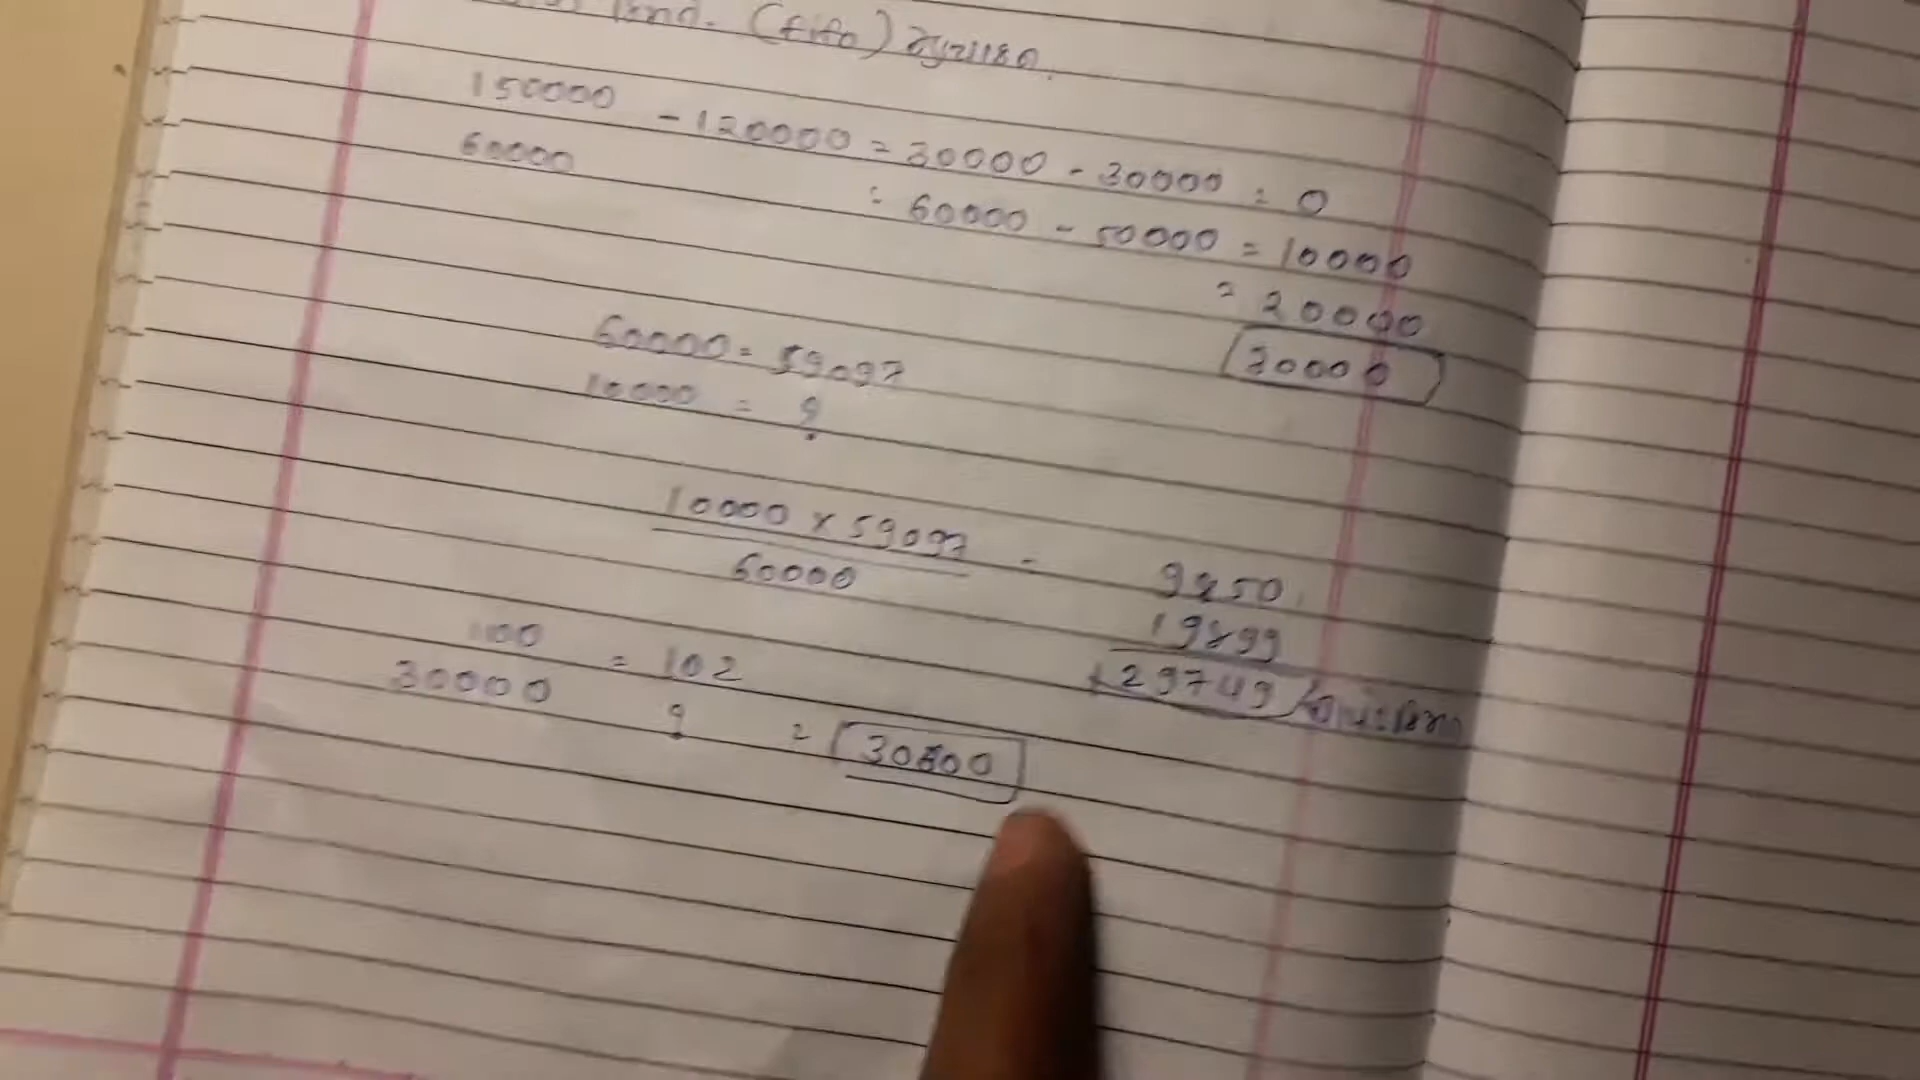 (fifo)
150000 - 120000 = 30000 - 30000 = 0
60000 = 60000 - 50000 = 10000
= 20000
30000
60000 = 59097
10000 = ?
10000 x 59097
60000
= 9850
19899
29749
100 = 102
30000 ? = 30600